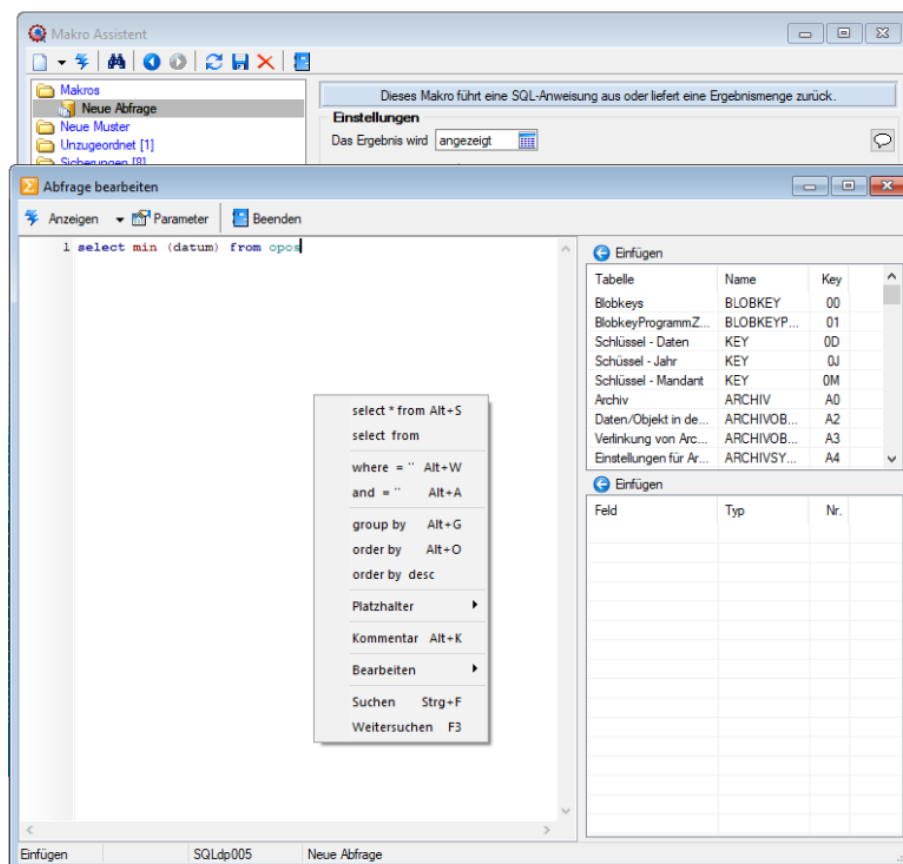 Makro Assistent
Makros
Neue Abfrage
Neue Muster
Unzugeordnet [1]
Sicherungen [8]
Dieses Makro führt eine SQL-Anweisung aus oder liefert eine Ergebnismenge zurück.
Einstellungen
Das Ergebnis wird angezeigt
Abfrage bearbeiten
Anzeigen Parameter Beenden
1 select min (datum) from opos
Einfügen
Tabelle Name Key
Blobkeys BLOBKEY 00
BlobkeyProgrammZ... BLOBKEYP... 01
Schlüssel - Daten KEY 0D
Schüssel - Jahr KEY 0J
Schlüssel - Mandant KEY 0M
Archiv ARCHIV A0
Daten/Objekt in de... ARCHIVOB... A2
Verlinkung von Arc... ARCHIVOB... A3
Einstellungen für Ar... ARCHIVSY... A4
Einfügen
Feld Typ Nr.
select * from Alt+S
select from
where = '' Alt+W
and = '' Alt+A
group by Alt+G
order by Alt+O
order by desc
Platzhalter
Kommentar Alt+K
Bearbeiten
Suchen Strg+F
Weitersuchen F3
Einfügen SQLdp005 Neue Abfrage